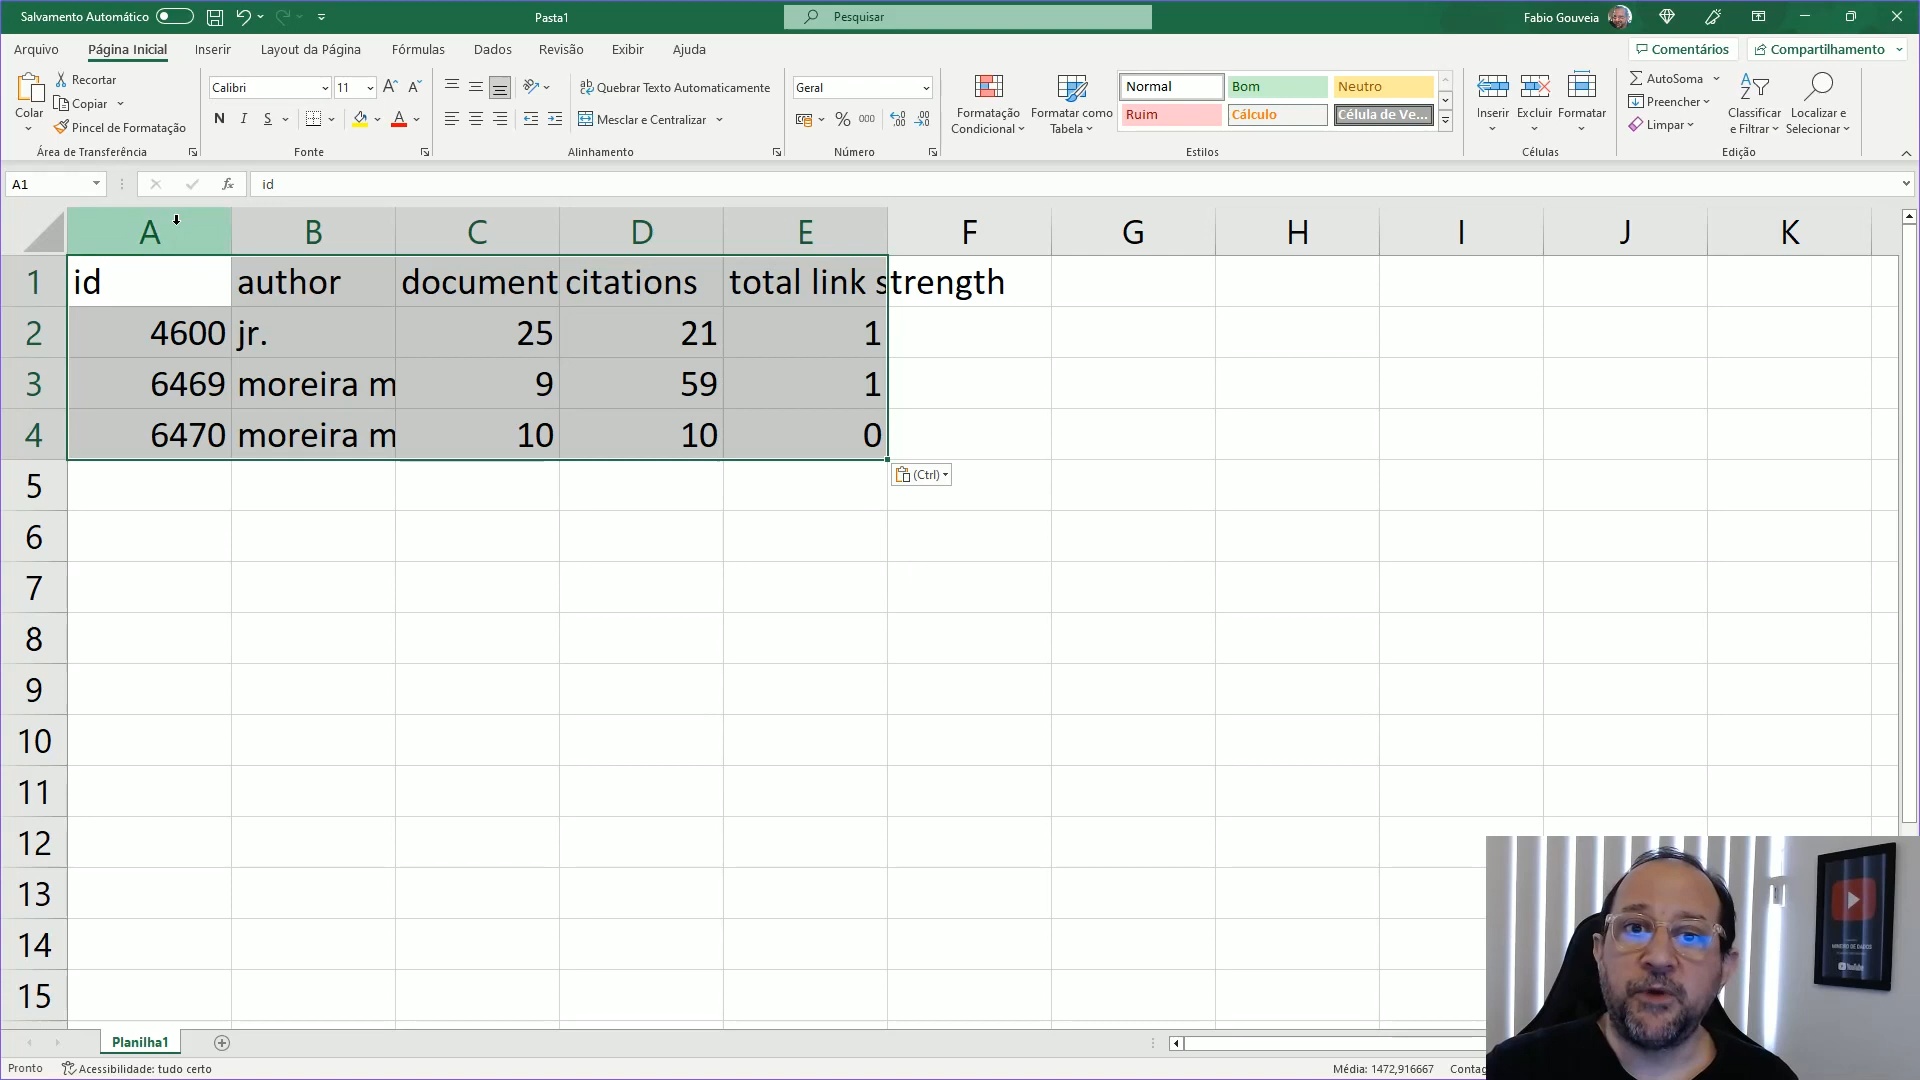 Salvamento Automático
Pasta1
Pesquisar
Fabio Gouveia
Arquivo
Página Inicial
Inserir
Layout da Página
Fórmulas
Dados
Revisão
Exibir
Ajuda
Comentários
Compartilhamento
Colar
Recortar
Copiar
Pincel de Formatação
Área de Transferência
Calibri
11
N
I
S
Fonte
Quebrar Texto Automaticamente
Mesclar e Centralizar
Alinhamento
Geral
%
000
Número
Formatação
Condicional
Formatar como
Tabela
Normal
Bom
Neutro
Ruim
Cálculo
Célula de Ve...
Estilos
Inserir
Excluir
Formatar
Células
AutoSoma
Preencher
Limpar
Classificar
e Filtrar
Localizar e
Selecionar
Edição
A1
fx
id
A B C D E F G H I J K
1 id author document citations total link strength
2 4600 jr. 25 21 1
3 6469 moreira m 9 59 1
4 6470 moreira m 10 10 0
(Ctrl)
5
6
7
8
9
10
11
12
13
14
15
Planilha1
Pronto
Acessibilidade: tudo certo
Média: 1472,916667
Contag
MINEIRO DE DADOS
YouTube